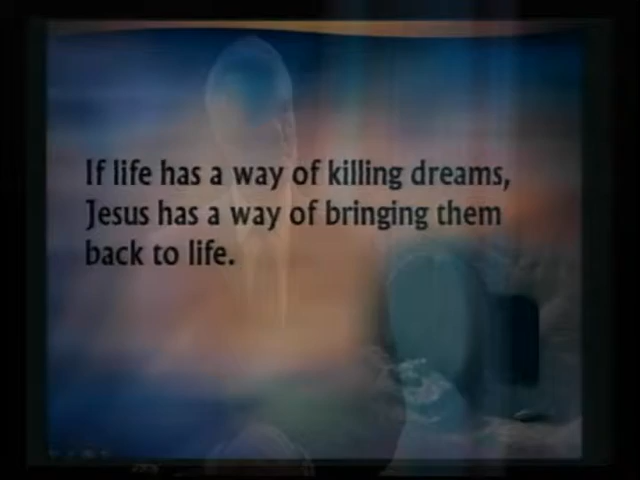 If life has a way of killing dreams,
Jesus has a way of bringing them
back to life.